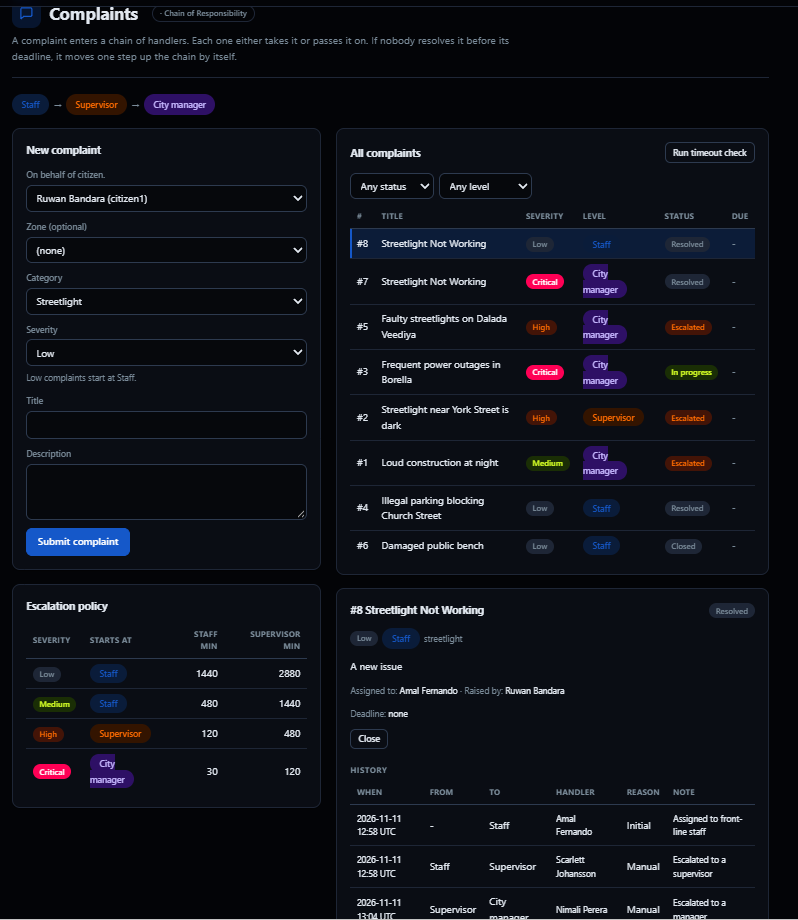 Complaints · Chain of Responsibility
A complaint enters a chain of handlers. Each one either takes it or passes it on. If nobody resolves it before its
deadline, it moves one step up the chain by itself.
Staff → Supervisor → City manager
New complaint
On behalf of citizen.
Ruwan Bandara (citizen1)
Zone (optional)
(none)
Category
Streetlight
Severity
Low
Low complaints start at Staff.
Title
Description
Submit complaint
Escalation policy
SEVERITY STARTS AT STAFF MIN SUPERVISOR MIN
Low Staff 1440 2880
Medium Staff 480 1440
High Supervisor 120 480
Critical City manager 30 120
All complaints Run timeout check
Any status Any level
# TITLE SEVERITY LEVEL STATUS DUE
#8 Streetlight Not Working Low Staff Resolved -
#7 Streetlight Not Working Critical City manager Resolved -
#5 Faulty streetlights on Dalada Veediya High City manager Escalated -
#3 Frequent power outages in Borella Critical City manager In progress -
#2 Streetlight near York Street is dark High Supervisor Escalated -
#1 Loud construction at night Medium City manager Escalated -
#4 Illegal parking blocking Church Street Low Staff Resolved -
#6 Damaged public bench Low Staff Closed -
#8 Streetlight Not Working Resolved
Low Staff streetlight
A new issue
Assigned to: Amal Fernando · Raised by: Ruwan Bandara
Deadline: none
Close
HISTORY
WHEN FROM TO HANDLER REASON NOTE
2026-11-11 12:58 UTC - Staff Amal Fernando Initial Assigned to front-line staff
2026-11-11 12:58 UTC Staff Supervisor Scarlett Johansson Manual Escalated to a supervisor
2026-11-11 13:04 UTC Supervisor City manager Nimali Perera Manual Escalated to a manager